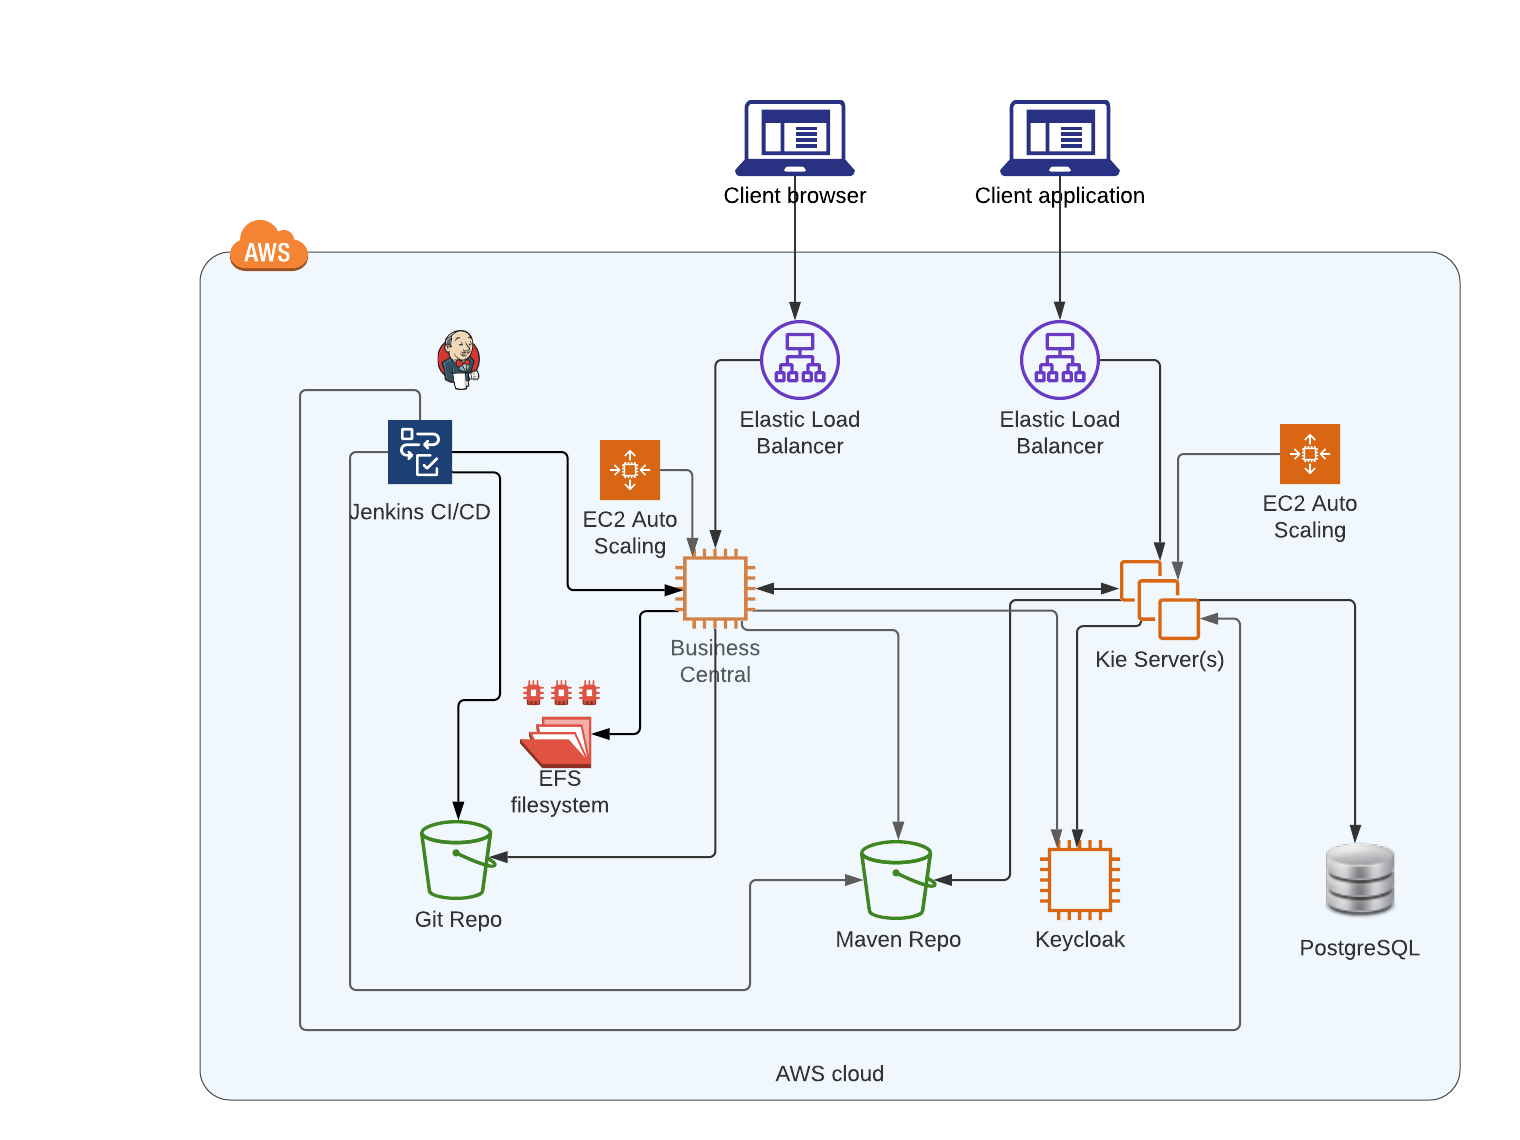 Client browser
Client application
AWS
Elastic Load
Balancer
Elastic Load
Balancer
Jenkins CI/CD
EC2 Auto
Scaling
EC2 Auto
Scaling
Business
Central
Kie Server(s)
EFS
filesystem
Git Repo
Maven Repo
Keycloak
PostgreSQL
AWS cloud